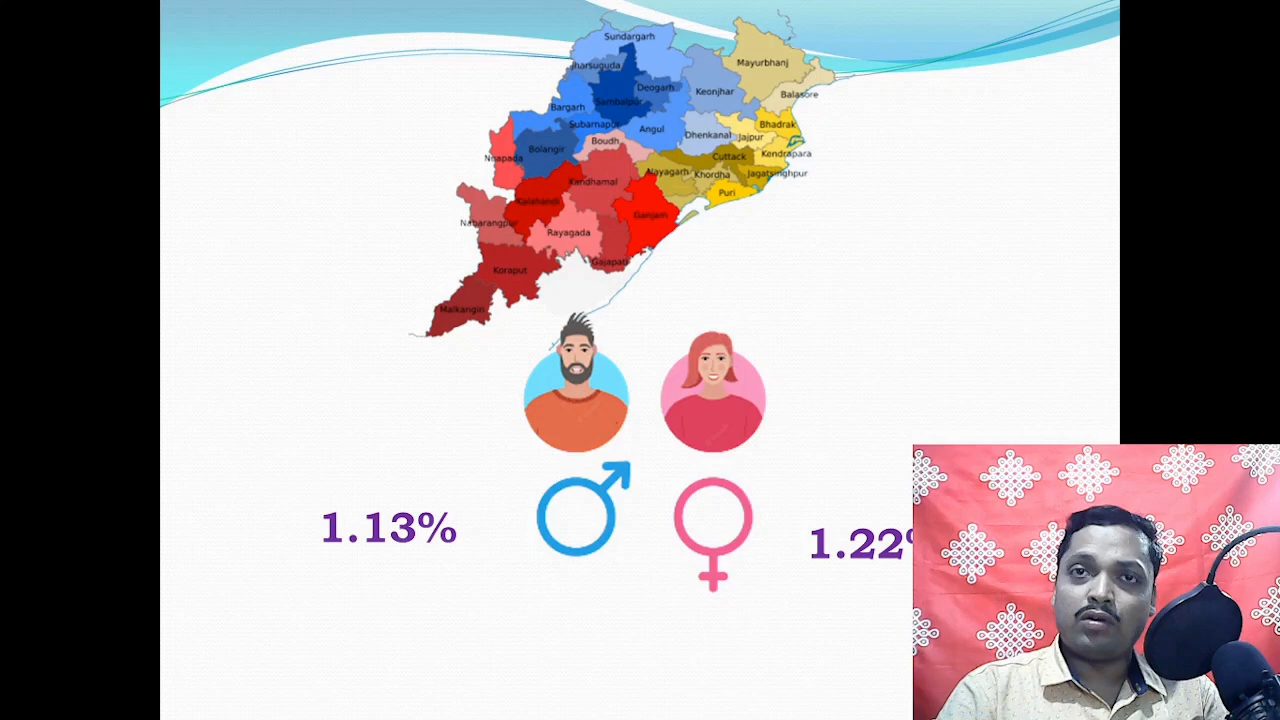 Sundargarh
Jharsuguda
Mayurbhanj
Deogarh
Keonjhar
Balasore
Bargarh
Sambalpur
Subarnapur
Angul
Bhadrak
Dhenkanal
Jajpur
Boudh
Bolangir
Nuapada
Cuttack
Kendrapara
Nayagarh
Khordha
Jagatsinghpur
Kandhamal
Puri
Kalahandi
Ganjam
Nabarangpur
Rayagada
Gajapati
Koraput
Malkangiri
1.13%
1.22%